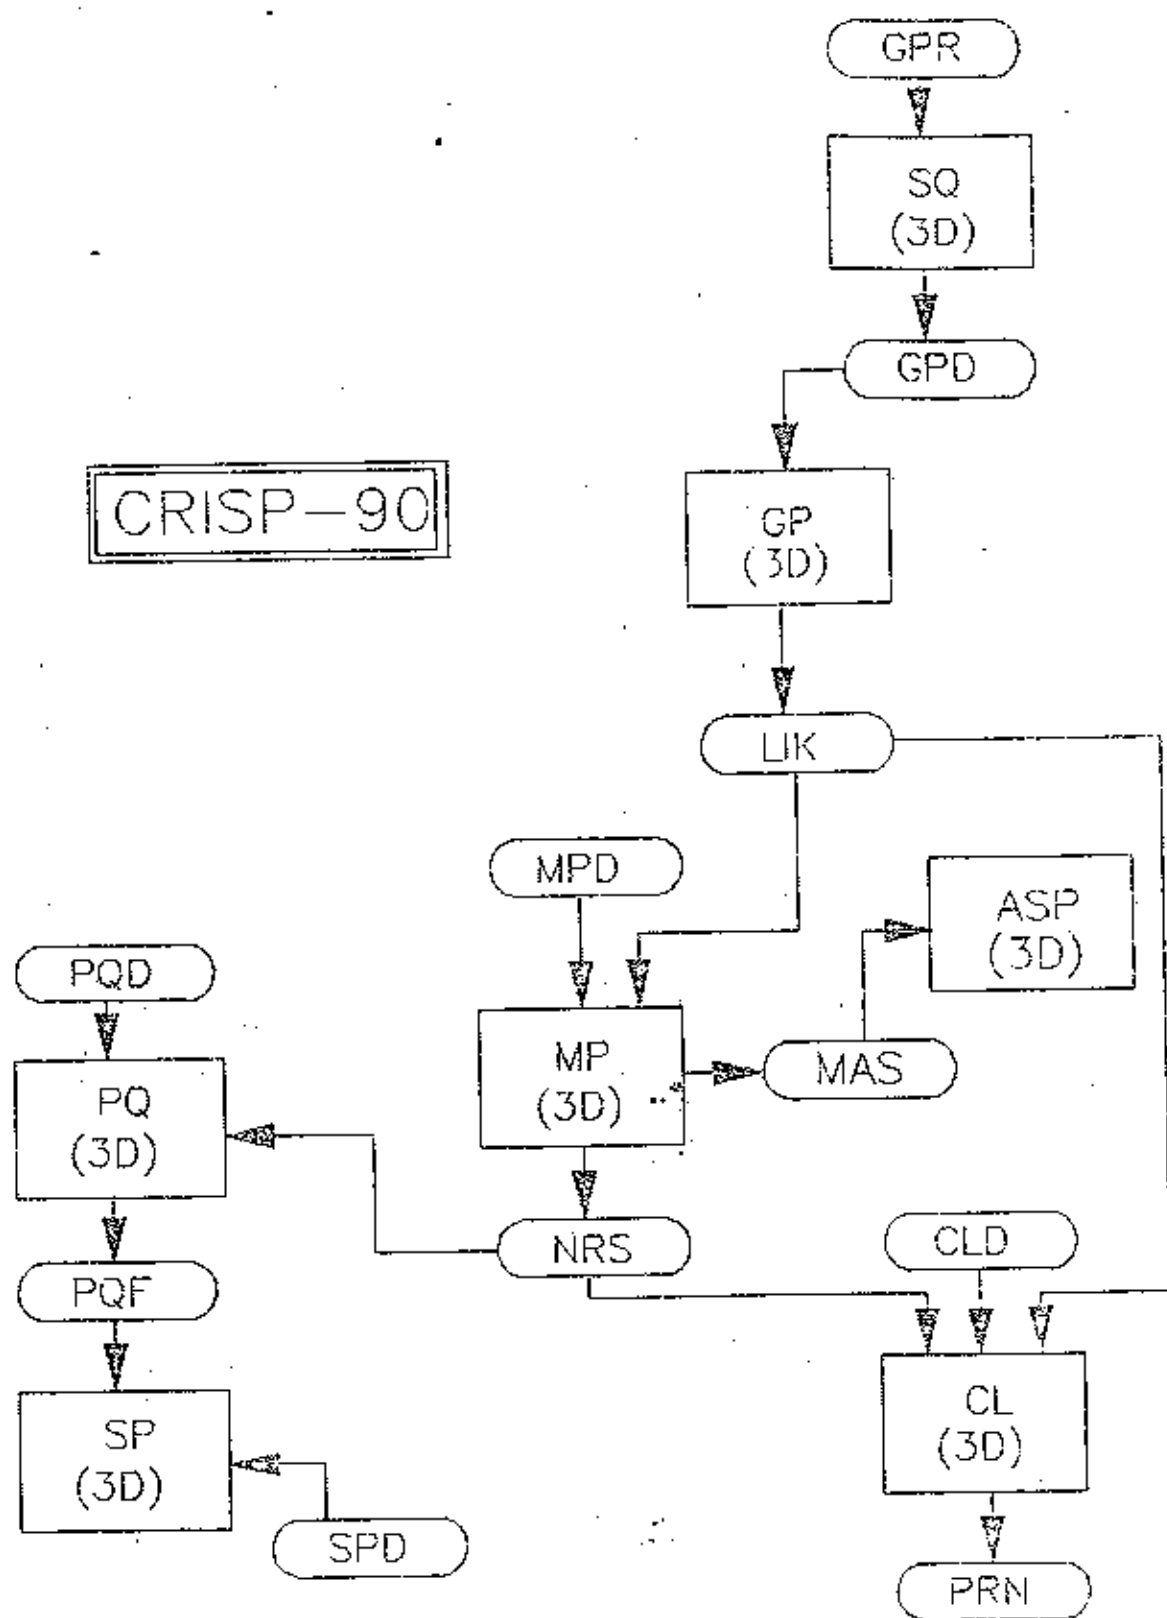 GPR
SQ
(3D)
GPD
CRISP-90
GP
(3D)
LIK
MPD
ASP
(3D)
PQD
MP
(3D)
MAS
PQ
(3D)
NRS
CLD
PQF
CL
(3D)
SP
(3D)
SPD
PRN